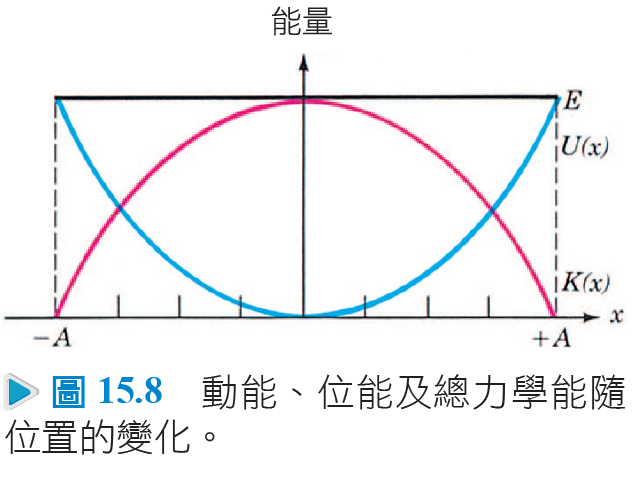 能量
E
U(x)
K(x)
x
−A
+A
圖 15.8 動能、位能及總力學能隨
位置的變化。